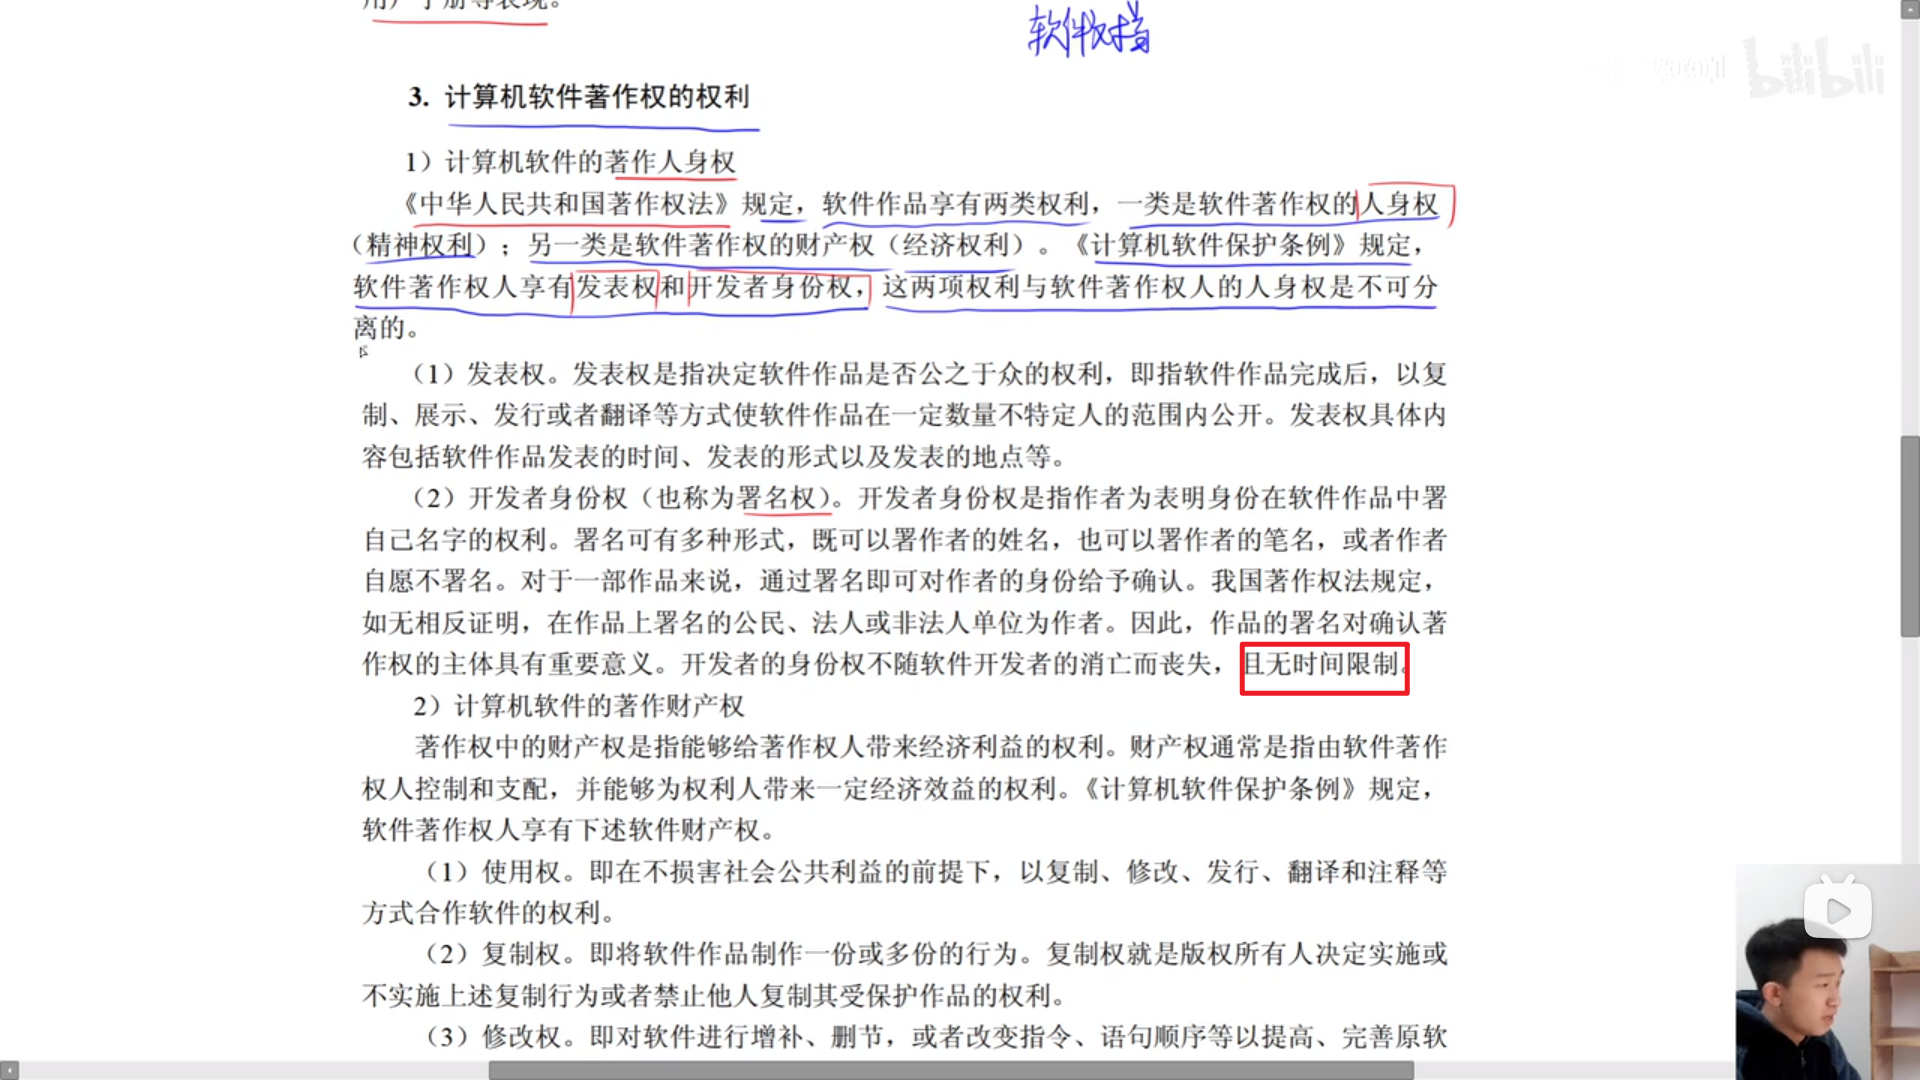 用户手册等表现。
软件
bilibili
3. 计算机软件著作权的权利
1）计算机软件的著作人身权
《中华人民共和国著作权法》规定，软件作品享有两类权利，一类是软件著作权的人身权
（精神权利）；另一类是软件著作权的财产权（经济权利）。《计算机软件保护条例》规定，
软件著作权人享有发表权和开发者身份权，这两项权利与软件著作权人的人身权是不可分
离的。
（1）发表权。发表权是指决定软件作品是否公之于众的权利，即指软件作品完成后，以复
制、展示、发行或者翻译等方式使软件作品在一定数量不特定人的范围内公开。发表权具体内
容包括软件作品发表的时间、发表的形式以及发表的地点等。
（2）开发者身份权（也称为署名权）。开发者身份权是指作者为表明身份在软件作品中署
自己名字的权利。署名可有多种形式，既可以署作者的姓名，也可以署作者的笔名，或者作者
自愿不署名。对于一部作品来说，通过署名即可对作者的身份给予确认。我国著作权法规定，
如无相反证明，在作品上署名的公民、法人或非法人单位为作者。因此，作品的署名对确认著
作权的主体具有重要意义。开发者的身份权不随软件开发者的消亡而丧失，且无时间限制。
2）计算机软件的著作财产权
著作权中的财产权是指能够给著作权人带来经济利益的权利。财产权通常是指由软件著作
权人控制和支配，并能够为权利人带来一定经济效益的权利。《计算机软件保护条例》规定，
软件著作权人享有下述软件财产权。
（1）使用权。即在不损害社会公共利益的前提下，以复制、修改、发行、翻译和注释等
方式合作软件的权利。
（2）复制权。即将软件作品制作一份或多份的行为。复制权就是版权所有人决定实施或
不实施上述复制行为或者禁止他人复制其受保护作品的权利。
（3）修改权。即对软件进行增补、删节，或者改变指令、语句顺序等以提高、完善原软